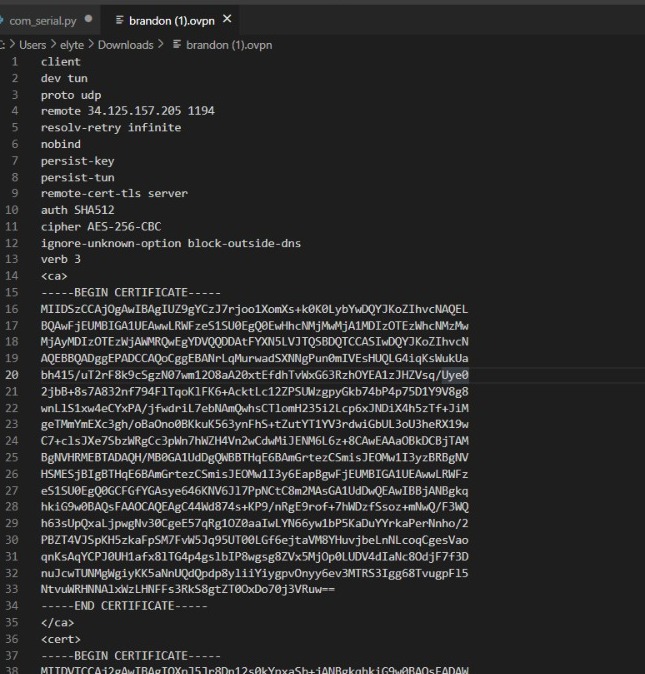 com_serial.py
brandon (1).ovpn
C: > Users > elyte > Downloads > brandon (1).ovpn
1 client
2 dev tun
3 proto udp
4 remote 34.125.157.205 1194
5 resolv-retry infinite
6 nobind
7 persist-key
8 persist-tun
9 remote-cert-tls server
10 auth SHA512
11 cipher AES-256-CBC
12 ignore-unknown-option block-outside-dns
13 verb 3
14 <ca>
15 -----BEGIN CERTIFICATE-----
16 MIIDSzCCAjOgAwIBAgIUZ9gYCzJ7rjoo1XomXs+k0K0LybYwDQYJKoZIhvcNAQEL
17 BQAwFjEUMBIGA1UEAwwLRWFzeS1SU0EgQ0EwHhcNMjMwMjA1MDIzOTEzWhcNMzMw
18 MjAyMDIzOTEzWjAWMRQwEgYDVQQDDAtFYXN5LVJTQSBDQTCCASIwDQYJKoZIhvcN
19 AQEBBQADggEPADCCAQoCggEBANrLqMurwadSXNNgPun0mIVEsHUQLG4iqKsWukUa
20 bh415/uT2rF8k9cSgzN07wm12O8aA20xtEfdhTvWxG63RzhOYEA1zJHZVsq/Uye0
21 2jbB+8s7A832nf794FlTqoKlFK6+AcktLc12ZPSUWzgpyGkb74bP4p75D1Y9V8g8
22 wnLlS1xw4eCYxPA/jfwdriL7ebNAmQwhsCTlomH235i2Lcp6xJNDiX4h5zTf+JiM
23 geTMmYmEXc3gh/oBaOno0BKkuK563ynFhS+tZutYT1YV3rdwiGbUL3oU3heRX19w
24 C7+clsJXe7SbzWRgCc3pWn7hWZH4Vn2wCdwMiJENM6L6z+8CAwEAAaOBkDCBjTAM
25 BgNVHRMEBTADAQH/MB0GA1UdDgQWBBTHqE6BAmGrtezCSmisJEOMw1I3yzBRBgNV
26 HSMESjBIgBTHqE6BAmGrtezCSmisJEOMw1I3y6EapBgwFjEUMBIGA1UEAwwLRWFz
27 eS1SU0EgQ0GCFGfYGAsye646KNV6Jl7PpNCtC8m2MAsGA1UdDwQEAwIBBjANBgkq
28 hkiG9w0BAQsFAAOCAQEAgC44Wd874s+KP9/nRgE9rof+7hWDzfSsoz+mNwQ/F3WQ
29 h63sUpQxaLjpwgNv30CgeE57qRg1OZ0aaIwLYN66yw1bP5KaDuYYrkaPerNnho/2
30 PBZT4VJSpKH5zkaFpSM7FvW5Jq95UT00LGf6ejtaVM8YHuvjbeLnNLcoqCgesVao
31 qnKsAqYCPJ0UH1afx8lTG4p4gslbIP8wgsg8ZVx5MjOp0LUDV4dIaNc8OdjF7f3D
32 nuJcwTUNMgWgiyKK5aNnUQdQpdp8yliiYiygpvOnyy6ev3MTRS3Igg68TvugpFl5
33 NtvuWRHNNAlxWzLHNFFs3RkS8gtZT0OxDo70j3VRuw==
34 -----END CERTIFICATE-----
35 </ca>
36 <cert>
37 -----BEGIN CERTIFICATE-----
38